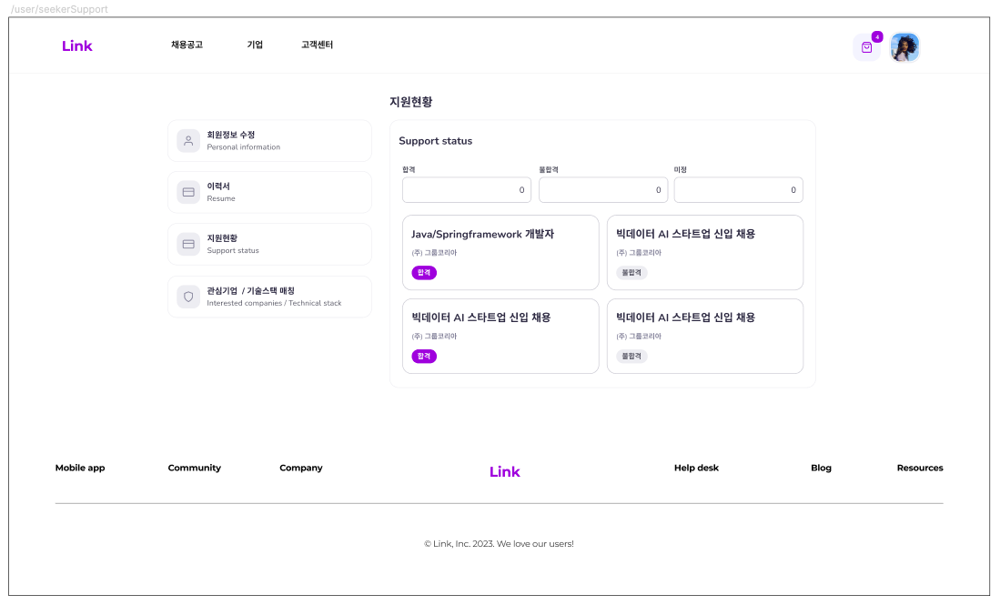 /user/seekerSupport
Link
채용공고
기업
고객센터
4
지원현황
회원정보 수정
Personal information
이력서
Resume
지원현황
Support status
관심기업 / 기술스택 매칭
Interested companies / Technical stack
Support status
합격
불합격
미정
0
0
0
Java/Springframework 개발자
(주) 그룹코리아
합격
빅데이터 AI 스타트업 신입 채용
(주) 그룹코리아
불합격
빅데이터 AI 스타트업 신입 채용
(주) 그룹코리아
합격
빅데이터 AI 스타트업 신입 채용
(주) 그룹코리아
불합격
Mobile app
Community
Company
Link
Help desk
Blog
Resources
© Link, Inc. 2023. We love our users!